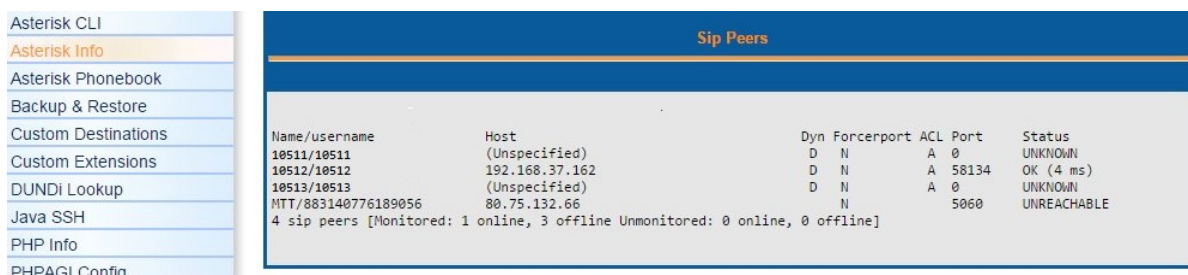 Asterisk CLI
Asterisk Info
Asterisk Phonebook
Backup & Restore
Custom Destinations
Custom Extensions
DUNDi Lookup
Java SSH
PHP Info
PHPAGI Config
Sip Peers
Name/username Host Dyn Forcerport ACL Port Status
10511/10511 (Unspecified) D N A 0 UNKNOWN
10512/10512 192.168.37.162 D N A 58134 OK (4 ms)
10513/10513 (Unspecified) D N A 0 UNKNOWN
MTT/883140776189056 80.75.132.66 N 5060 UNREACHABLE
4 sip peers [Monitored: 1 online, 3 offline Unmonitored: 0 online, 0 offline]